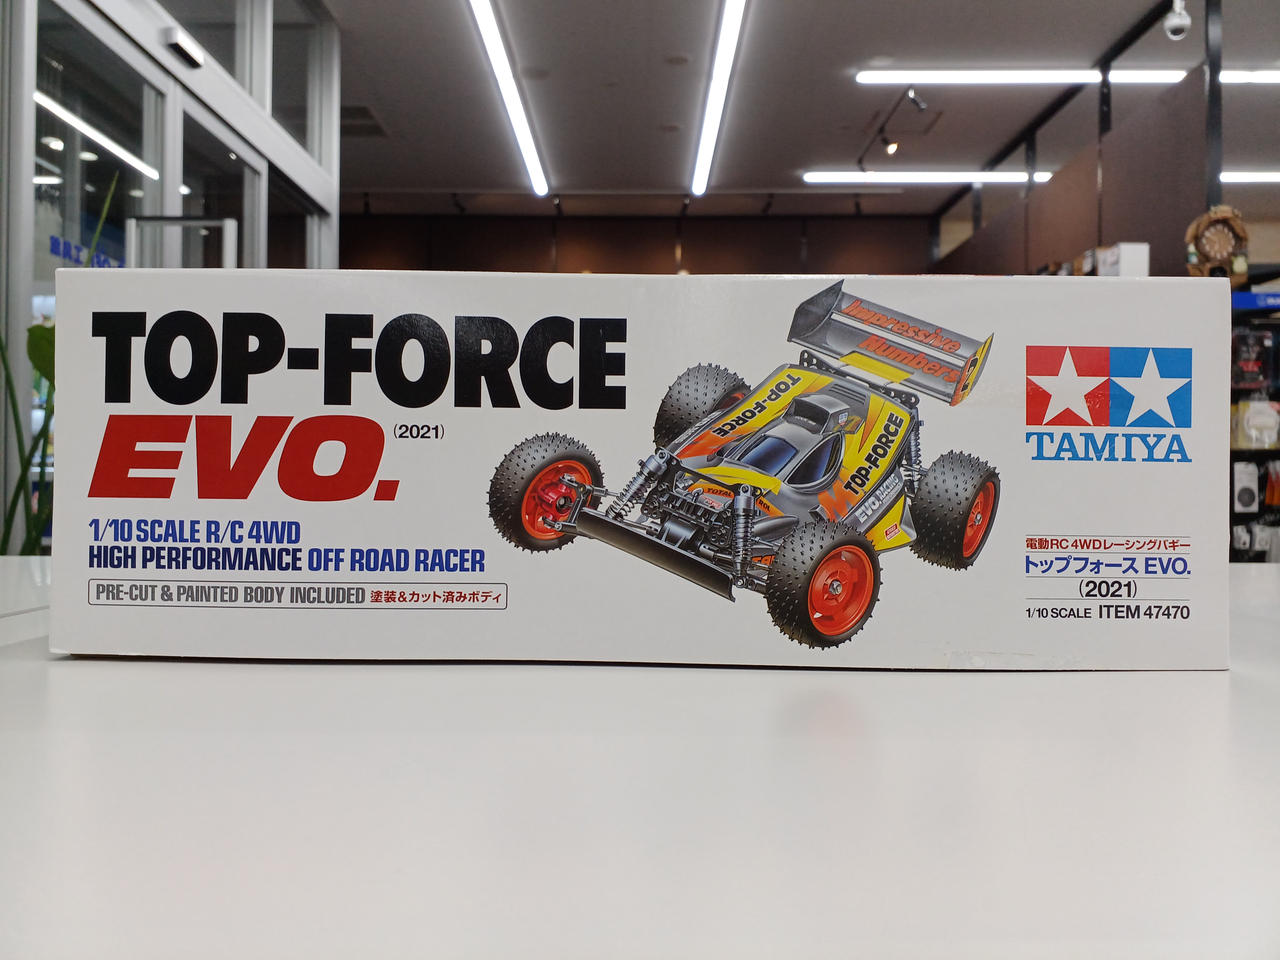 TOP-FORCE
EVO. (2021)
1/10 SCALE R/C 4WD
HIGH PERFORMANCE OFF ROAD RACER
PRE-CUT & PAINTED BODY INCLUDED 塗装&カット済みボディ
Impressive
Numbers
TOP-FORCE
TOP-FORCE
EVO.
TAMIYA
電動RC 4WDレーシングバギー
トップフォース EVO.
(2021)
1/10 SCALE ITEM 47470